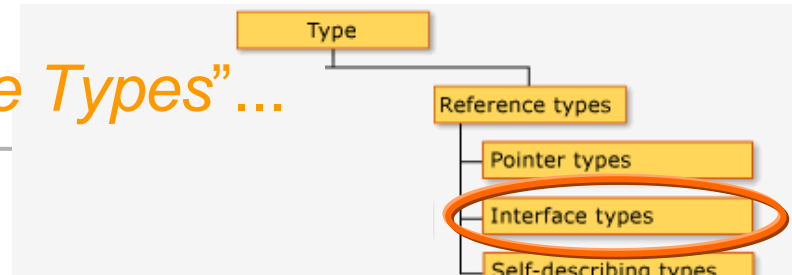 Type
e Types”...
Reference types
Pointer types
Interface types
Self-describing types